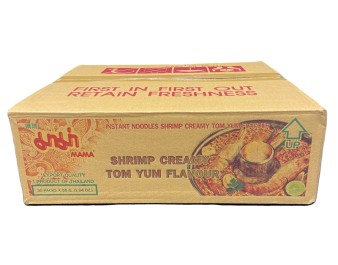 FIRST IN FIRST OUT
RETAIN FRESHNESS
INSTANT NOODLES SHRIMP CREAMY TOM YUM
มาม่า
MAMA
UP
SHRIMP CREAMY
TOM YUM FLAVOUR
EXPORT QUALITY
PRODUCT OF THAILAND